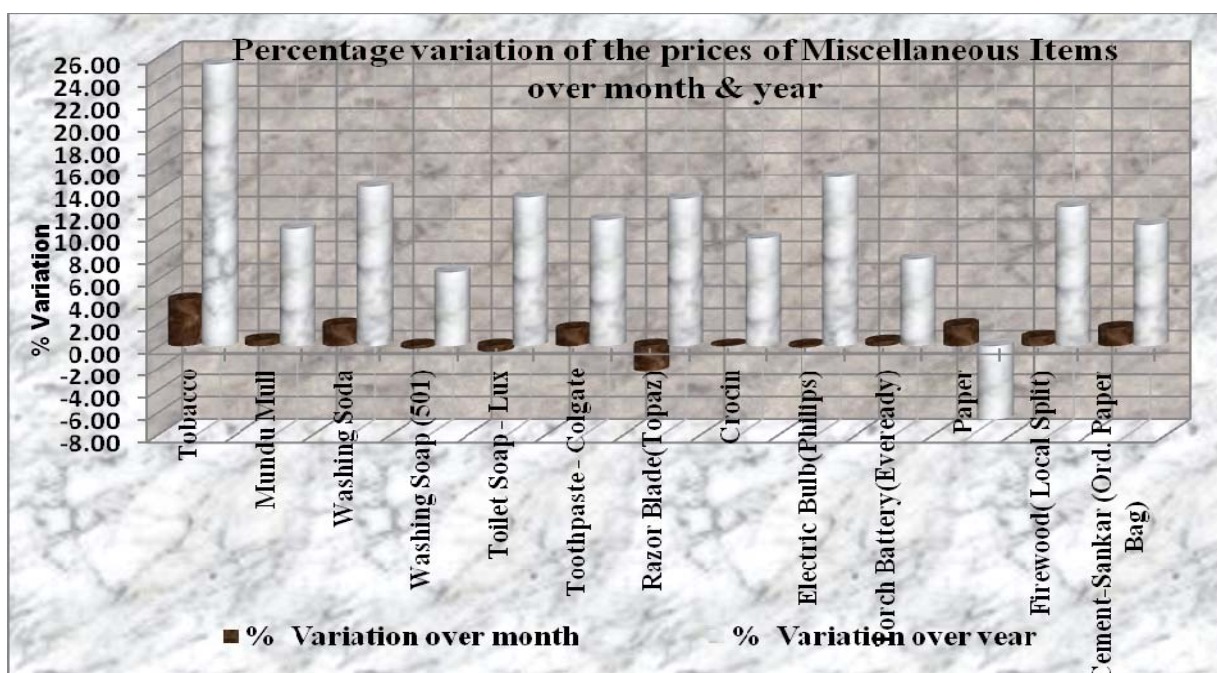 Percentage variation of the prices of Miscellaneous Items
over month & year
% Variation
26.00
24.00
22.00
20.00
18.00
16.00
14.00
12.00
10.00
8.00
6.00
4.00
2.00
0.00
-2.00
-4.00
-6.00
-8.00
Tobacco
Mundu Mull
Washing Soda
Washing Soap (501)
Toilet Soap - Lux
Toothpaste - Colgate
Razor Blade(Topaz)
Crocin
Electric Bulb(Philips)
Torch Battery(Eveready)
Paper
Firewood( Local Split)
Cement-Sankar (Ord. Paper
Bag)
% Variation over month
% Variation over year